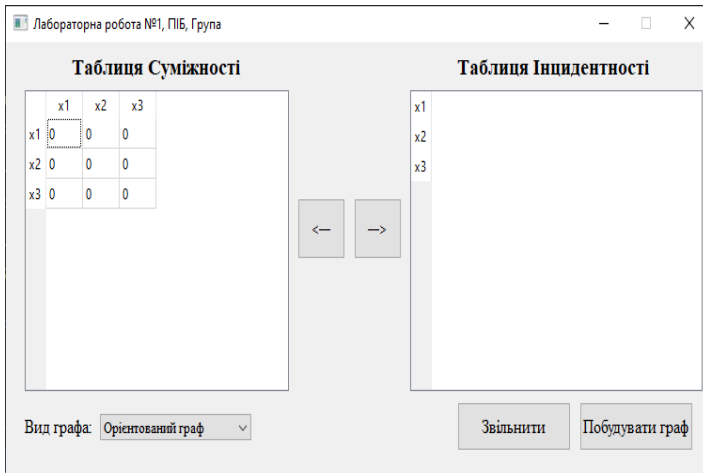 Лабораторна робота №1, ПІБ, Група
Таблиця Суміжності
Таблиця Інцидентності
x1 x2 x3
x1 0 0 0
x2 0 0 0
x3 0 0 0
x1
x2
x3
<--
-->
Вид графа: Орієнтований граф
Звільнити
Побудувати граф